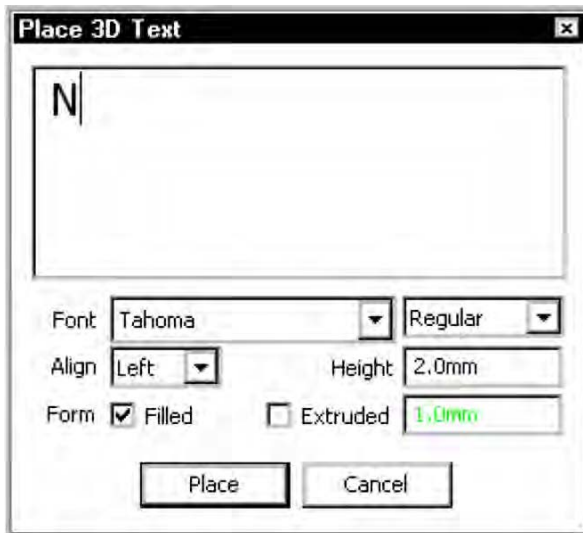 Place 3D Text
N
Font Tahoma Regular
Align Left Height 2.0mm
Form Filled Extruded 1.0mm
Place Cancel